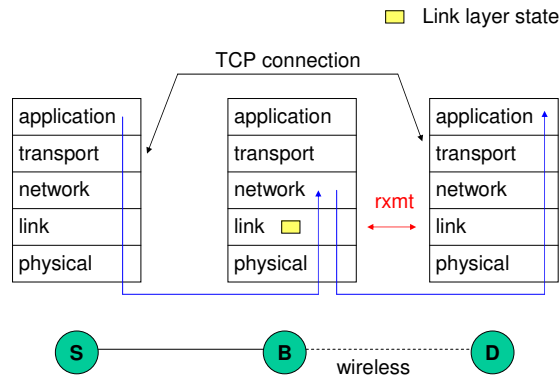 Link layer state
TCP connection
application
transport
network
link
physical
application
transport
network
link
physical
rxmt
application
transport
network
link
physical
S
B
wireless
D